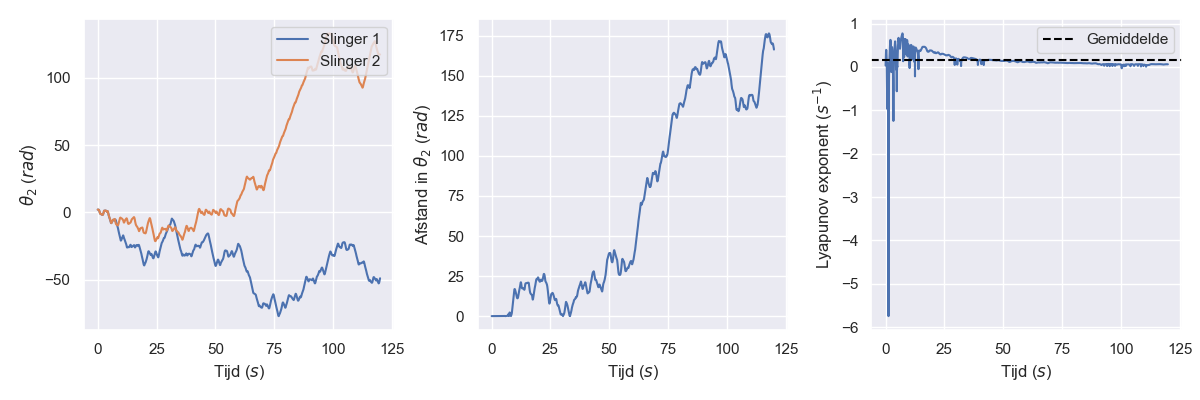 Slinger 1
Slinger 2
θ₂ (rad)
100
50
0
−50
0 25 50 75 100 125
Tijd (s)
Afstand in θ₂ (rad)
175
150
125
100
75
50
25
0
0 25 50 75 100 125
Tijd (s)
Gemiddelde
Lyapunov exponent (s⁻¹)
1
0
−1
−2
−3
−4
−5
−6
0 25 50 75 100 125
Tijd (s)